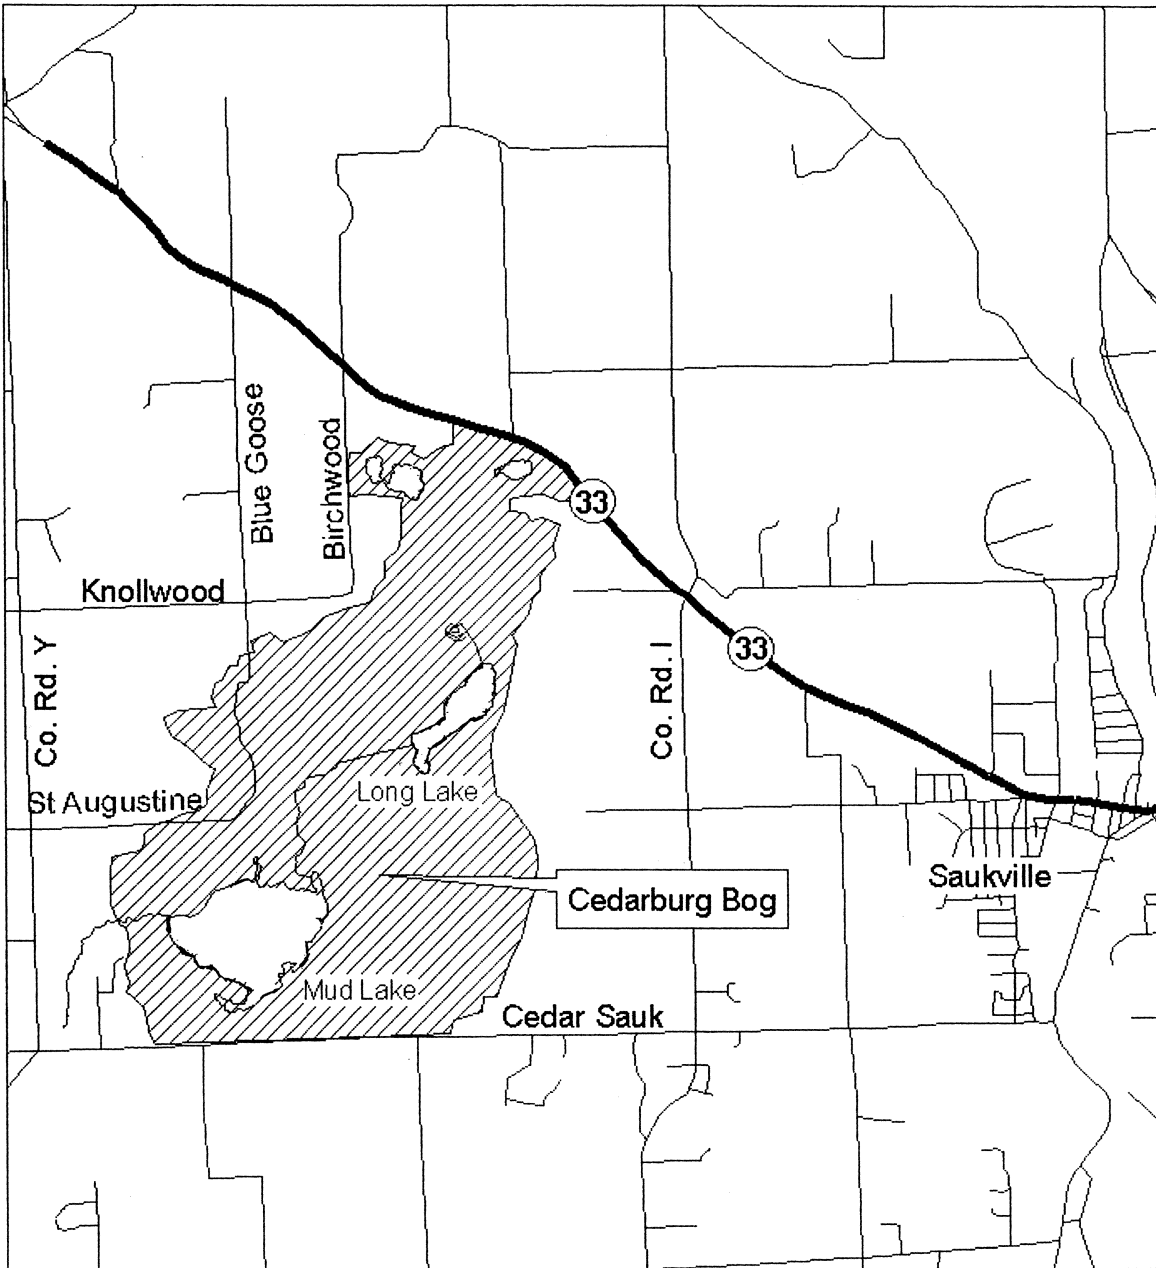 Blue Goose
Birchwood
33
Knollwood
33
Co. Rd. Y
Co. Rd. I
Long Lake
St Augustine
Saukville
Cedarburg Bog
Mud Lake
Cedar Sauk